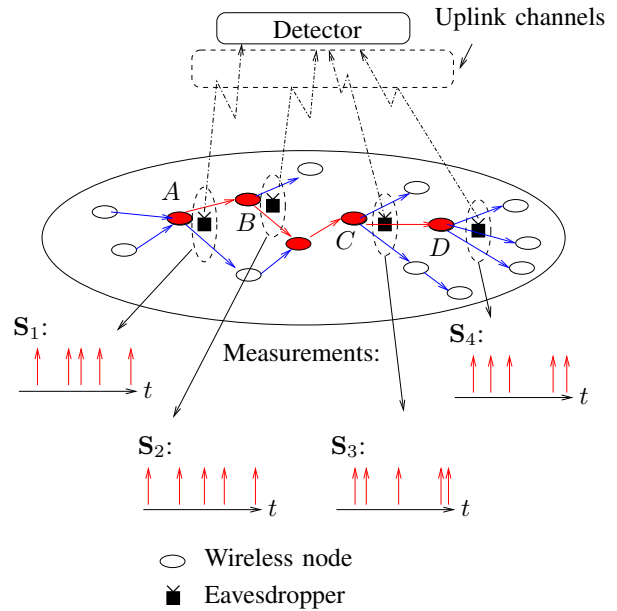 Uplink channels
Detector
A
B
C
D
S₁:
t
Measurements:
S₄:
t
S₂:
t
S₃:
t
Wireless node
Eavesdropper